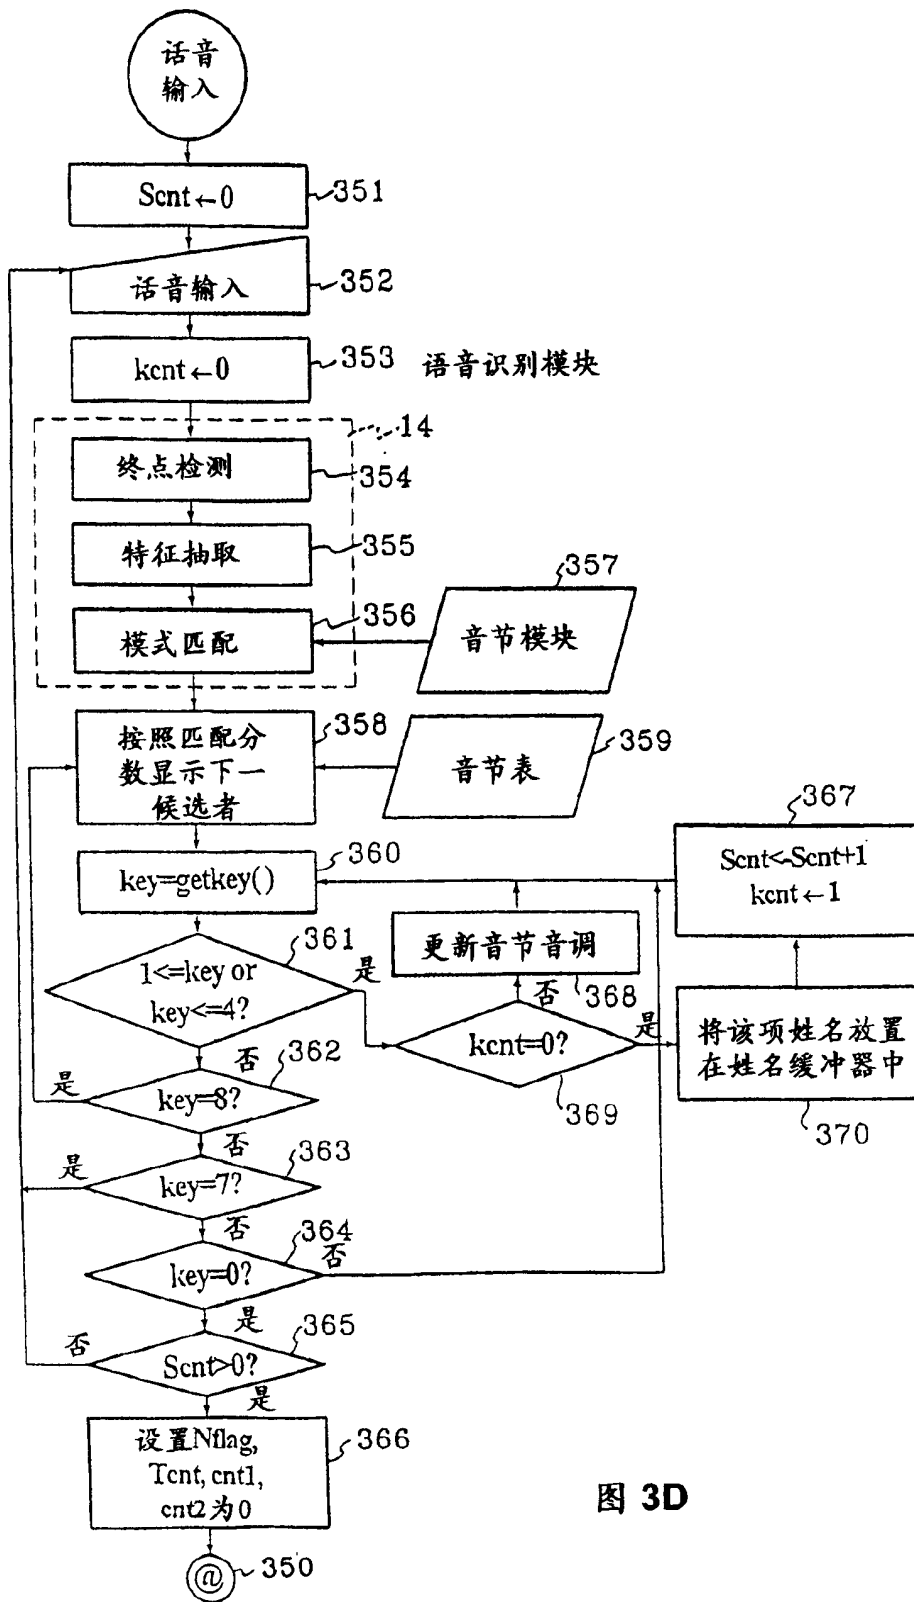 话音
输入
Scnt←0
351
话音输入
352
kcnt←0
353
语音识别模块
14
终点检测
354
特征抽取
355
357
模式匹配
356
音节模块
按照匹配分
数显示下一
候选者
358
音节表
359
367
key=getkey()
360
Scnt<-Scnt+1
kcnt←1
更新音节音调
368
1<=key or
key<=4?
361
是
否
kcnt=0?
369
是
将该项姓名放置
在姓名缓冲器中
370
否
362
是
key=8?
否
363
是
key=7?
否
364
key=0?
否
是
365
否
Scnt>0?
是
设置Nflag,
Tcnt, cnt1,
cnt2为0
366
图 3D
@
350